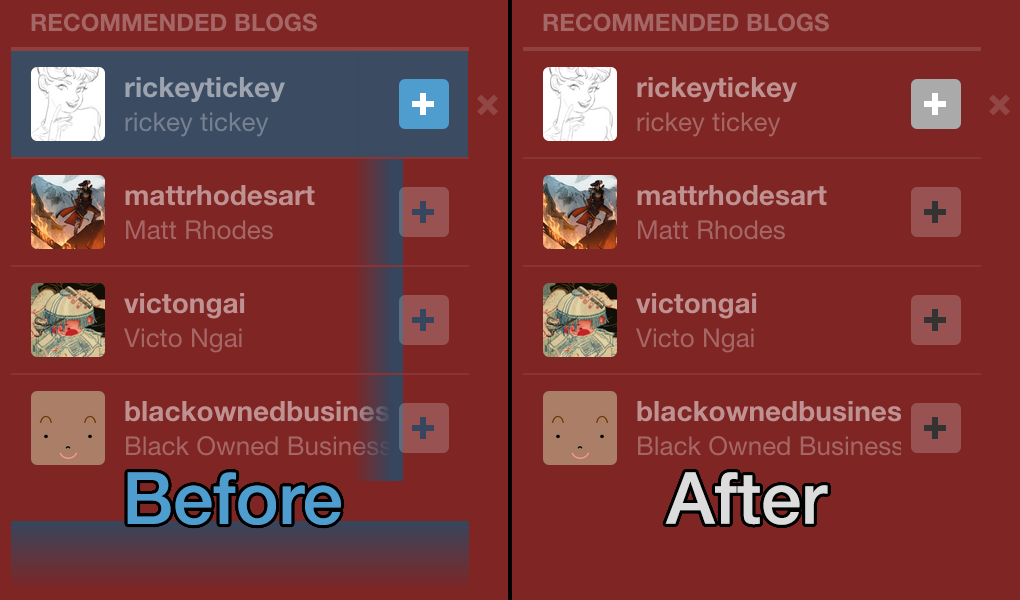 RECOMMENDED BLOGS
rickeytickey
rickey tickey
mattrhodesart
Matt Rhodes
victongai
Victo Ngai
blackownedbusines
Black Owned Business
Before
RECOMMENDED BLOGS
rickeytickey
rickey tickey
mattrhodesart
Matt Rhodes
victongai
Victo Ngai
blackownedbusines
Black Owned Business
After